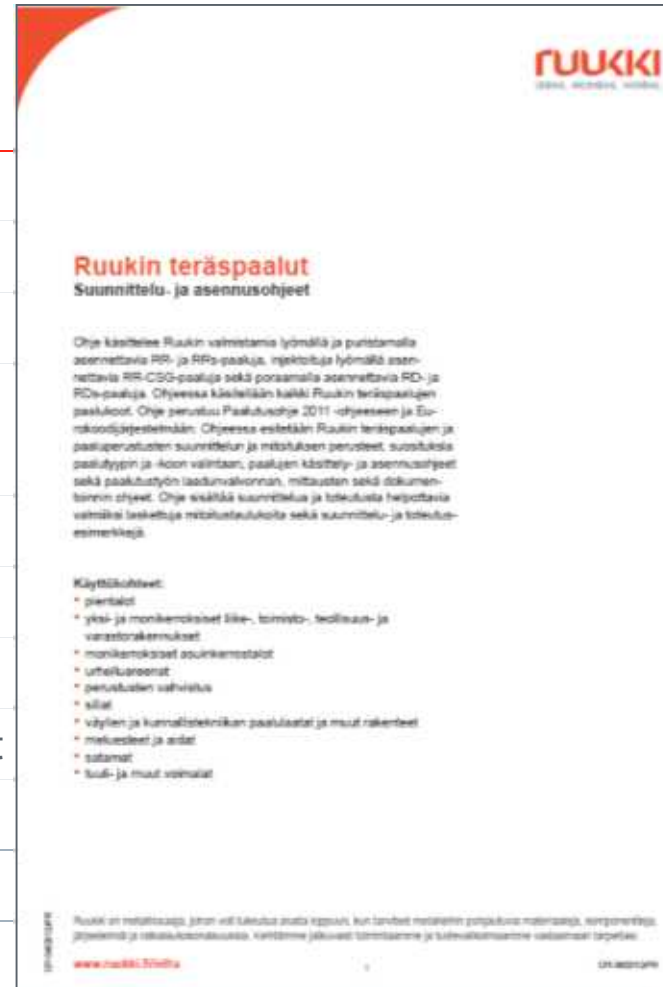 ruukki
Ruukin teräspaalut
Suunnittelu- ja asennusohjeet
Ohje käsittelee Ruukin valmistamia lyömällä ja puristamalla
asennettavia RR- ja RRs-paaluja, injektoituja lyömällä asen-
nettavia RR-CSG-paaluja sekä poraamalla asennettavia RD- ja
RDs-paaluja. Ohjeessa käsitellään kaikki Ruukin teräspaalujen
paalukoot. Ohje perustuu Paalutusohje 2011 -ohjeeseen ja Eu-
rokoodijärjestelmään. Ohjeessa esitetään Ruukin teräspaalujen ja
paaluperustusten suunnittelun ja mitoituksen perusteet, suosituksia
paalutyypin ja -koon valintaan, paalujen käsittely- ja asennusohjeet
sekä paalutustyön laadunvalvonnan, mittausten sekä dokumen-
toinnin ohjeet. Ohje sisältää suunnittelua ja toteutusta helpottavia
valmiiksi laskettuja mitoitustaulukoita sekä suunnittelu- ja toteutus-
esimerkkejä.
Käyttökohteet:
• pientalot
• yksi- ja monikerroksiset liike-, toimisto-, teollisuus- ja
varastorakennukset
• monikerroksiset asuinkerrostalot
• urheiluareenat
• perustusten vahvistus
• sillat
• väylien ja kunnallistekniikan paalulaatat ja muut rakenteet
• meluesteet ja aidat
• satamat
• tuuli- ja muut voimalat